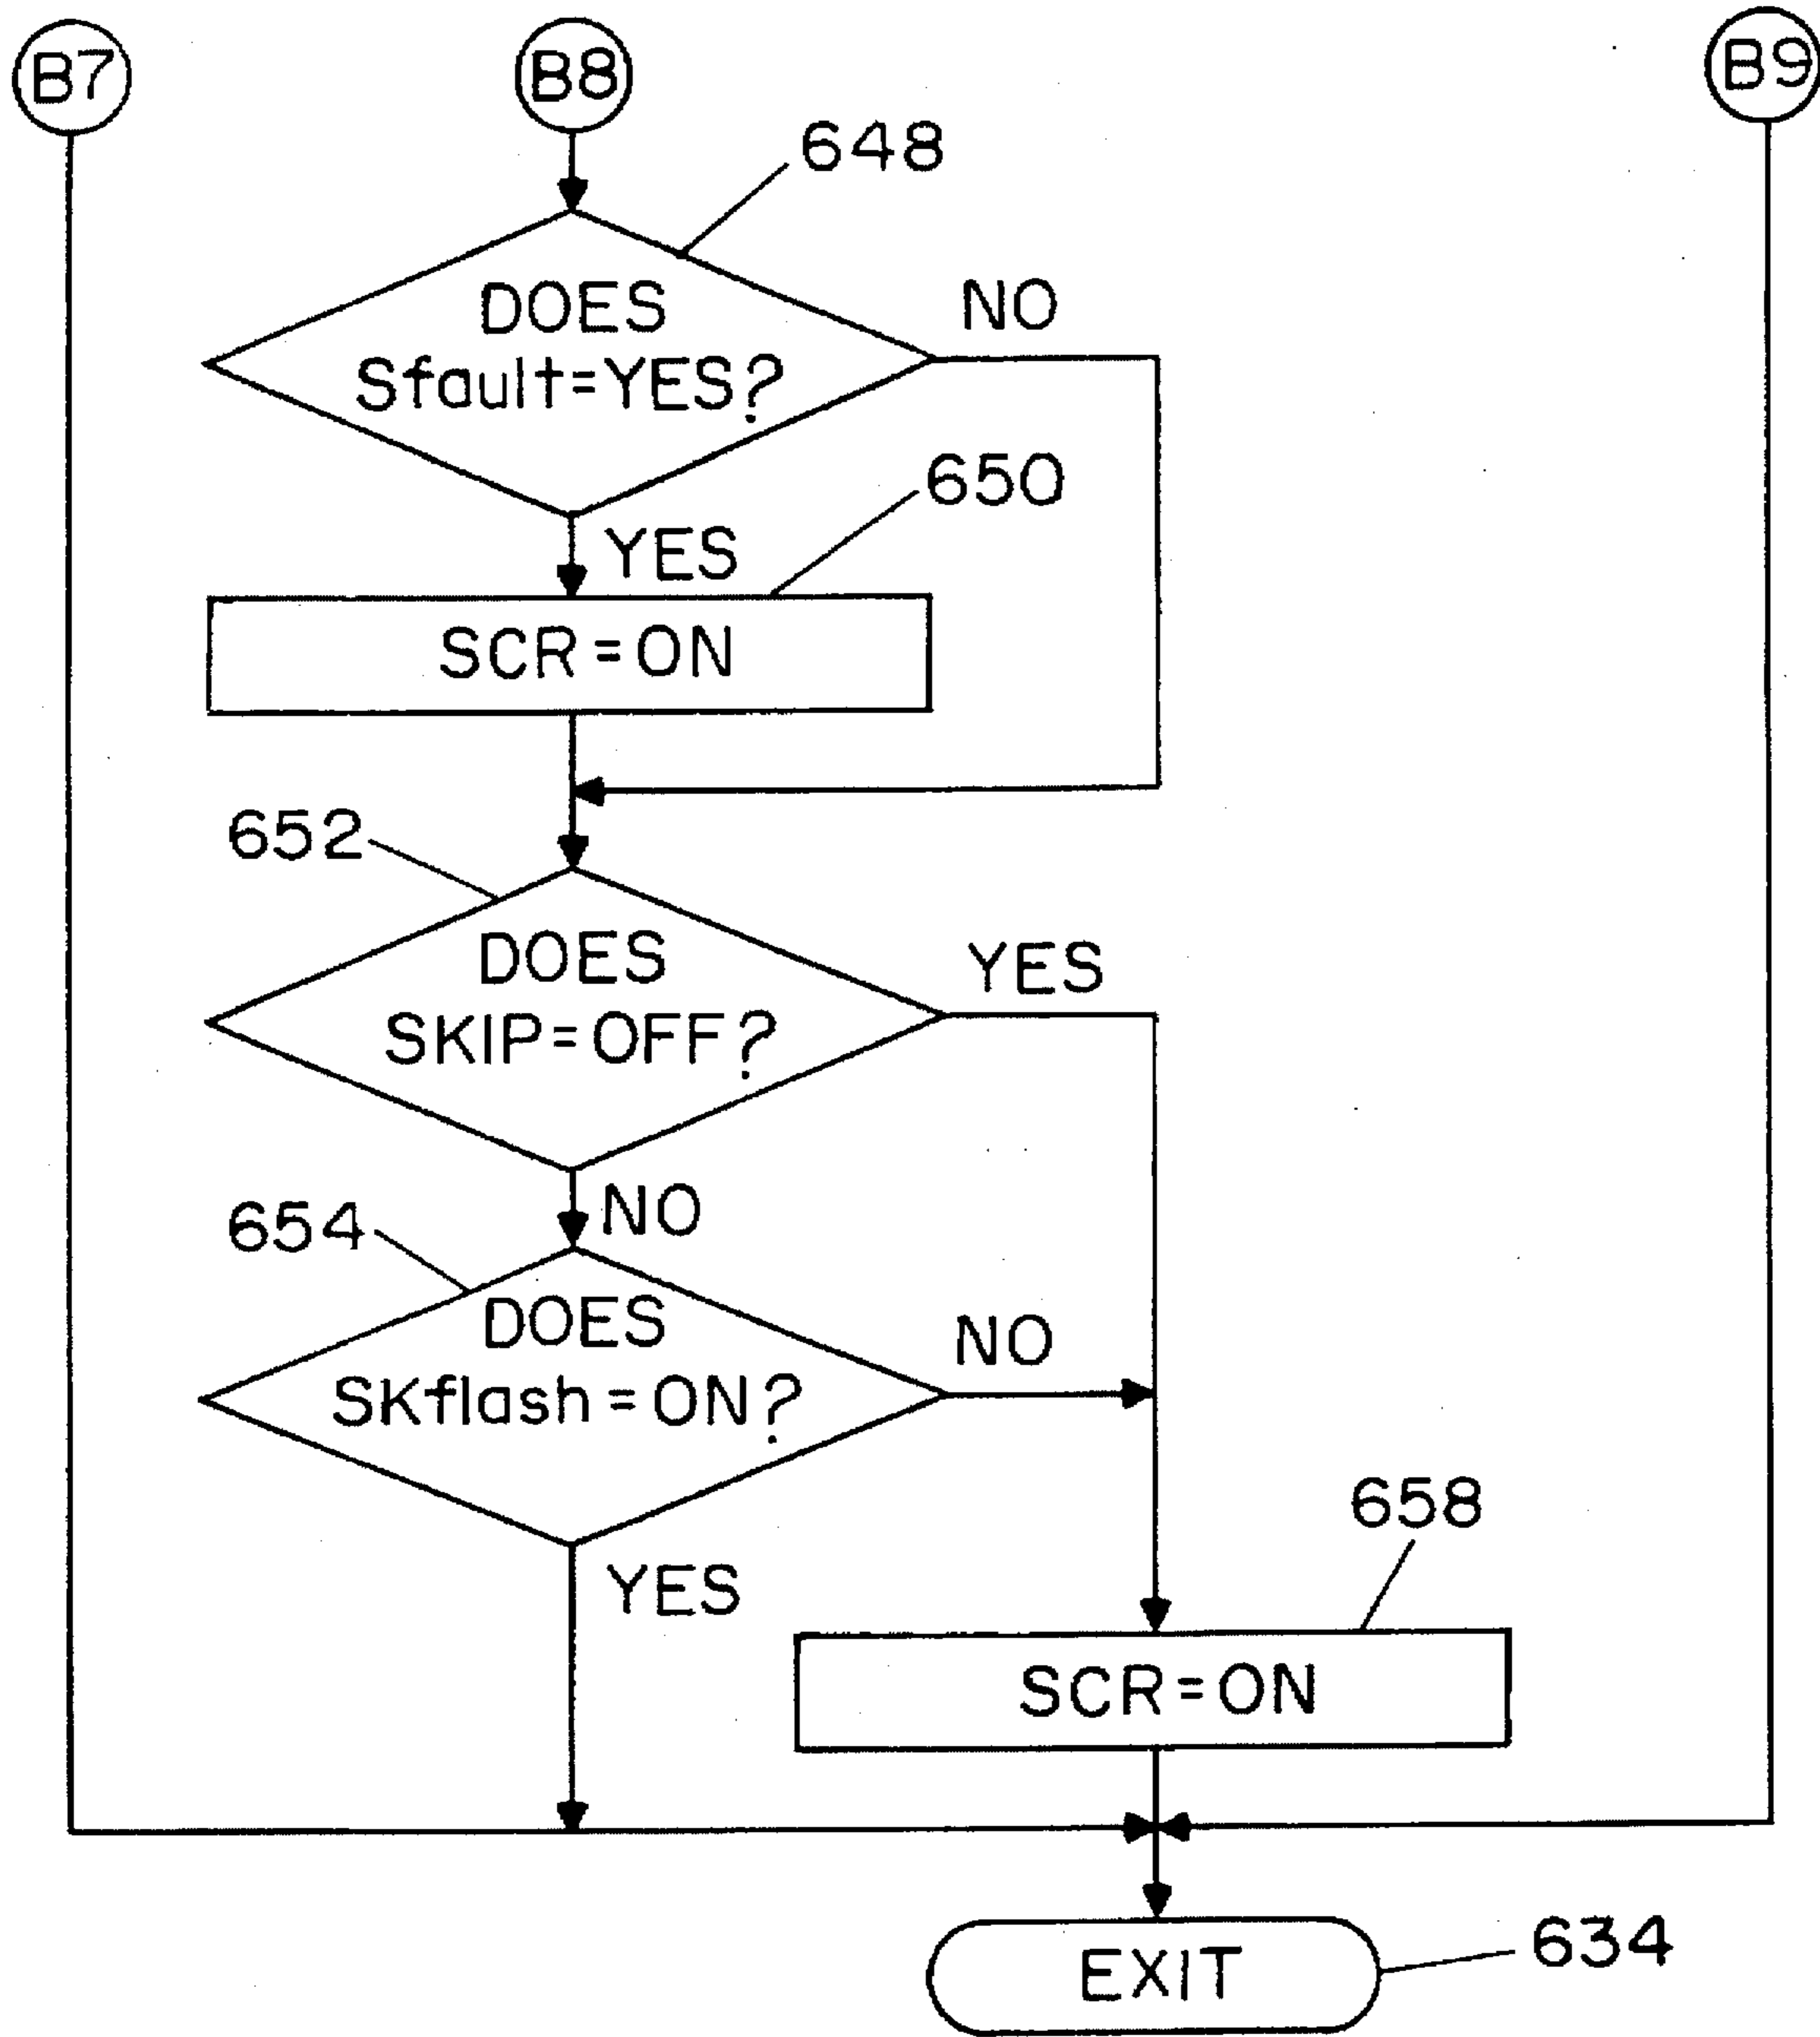 B7
B8
B9
648
DOES
Sfault=YES?
NO
YES
650
SCR=ON
652
DOES
SKIP=OFF?
YES
NO
654
DOES
SKflash=ON?
NO
YES
658
SCR=ON
EXIT
634